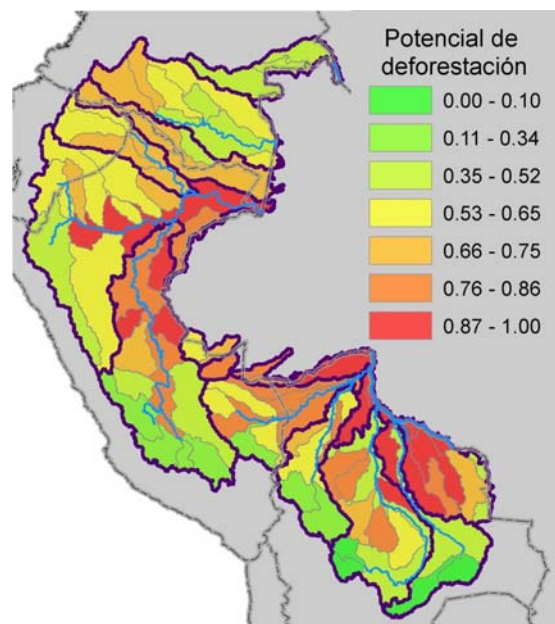 Potencial de
deforestación
0.00 - 0.10
0.11 - 0.34
0.35 - 0.52
0.53 - 0.65
0.66 - 0.75
0.76 - 0.86
0.87 - 1.00